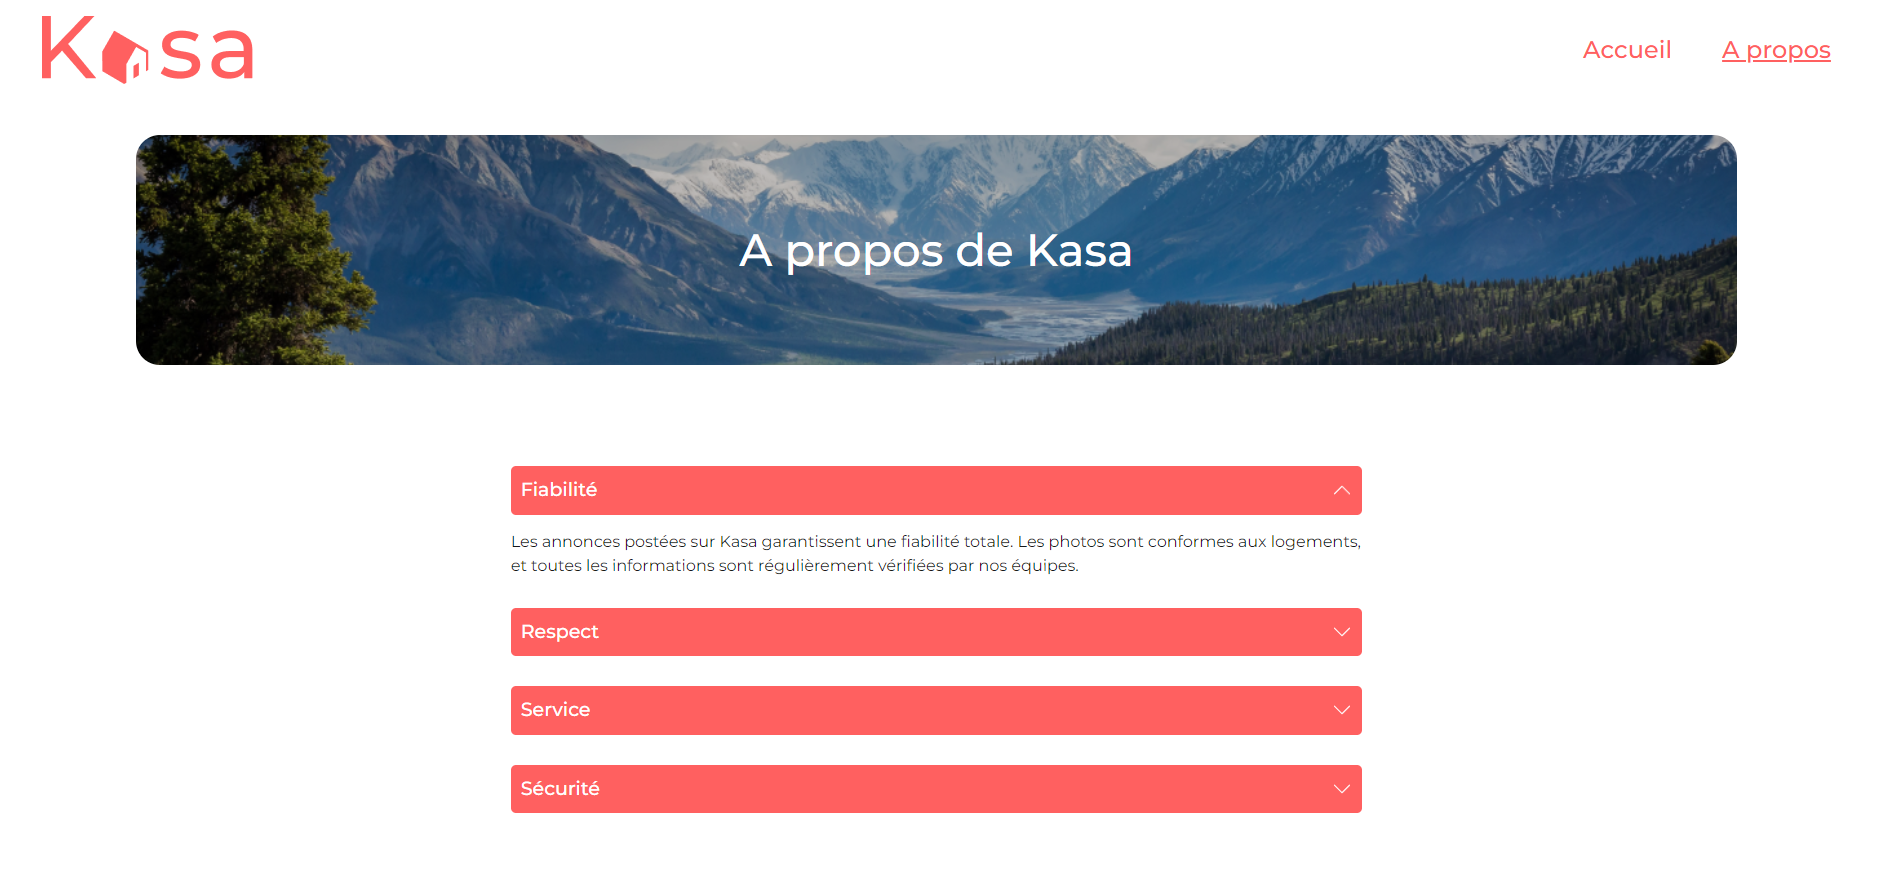 Kasa
Accueil
A propos
A propos de Kasa
Fiabilité
Les annonces postées sur Kasa garantissent une fiabilité totale. Les photos sont conformes aux logements,
et toutes les informations sont régulièrement vérifiées par nos équipes.
Respect
Service
Sécurité